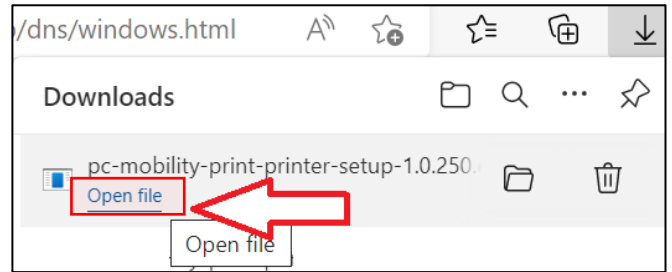 /dns/windows.html
Downloads
pc-mobility-print-printer-setup-1.0.250.
Open file
Open file